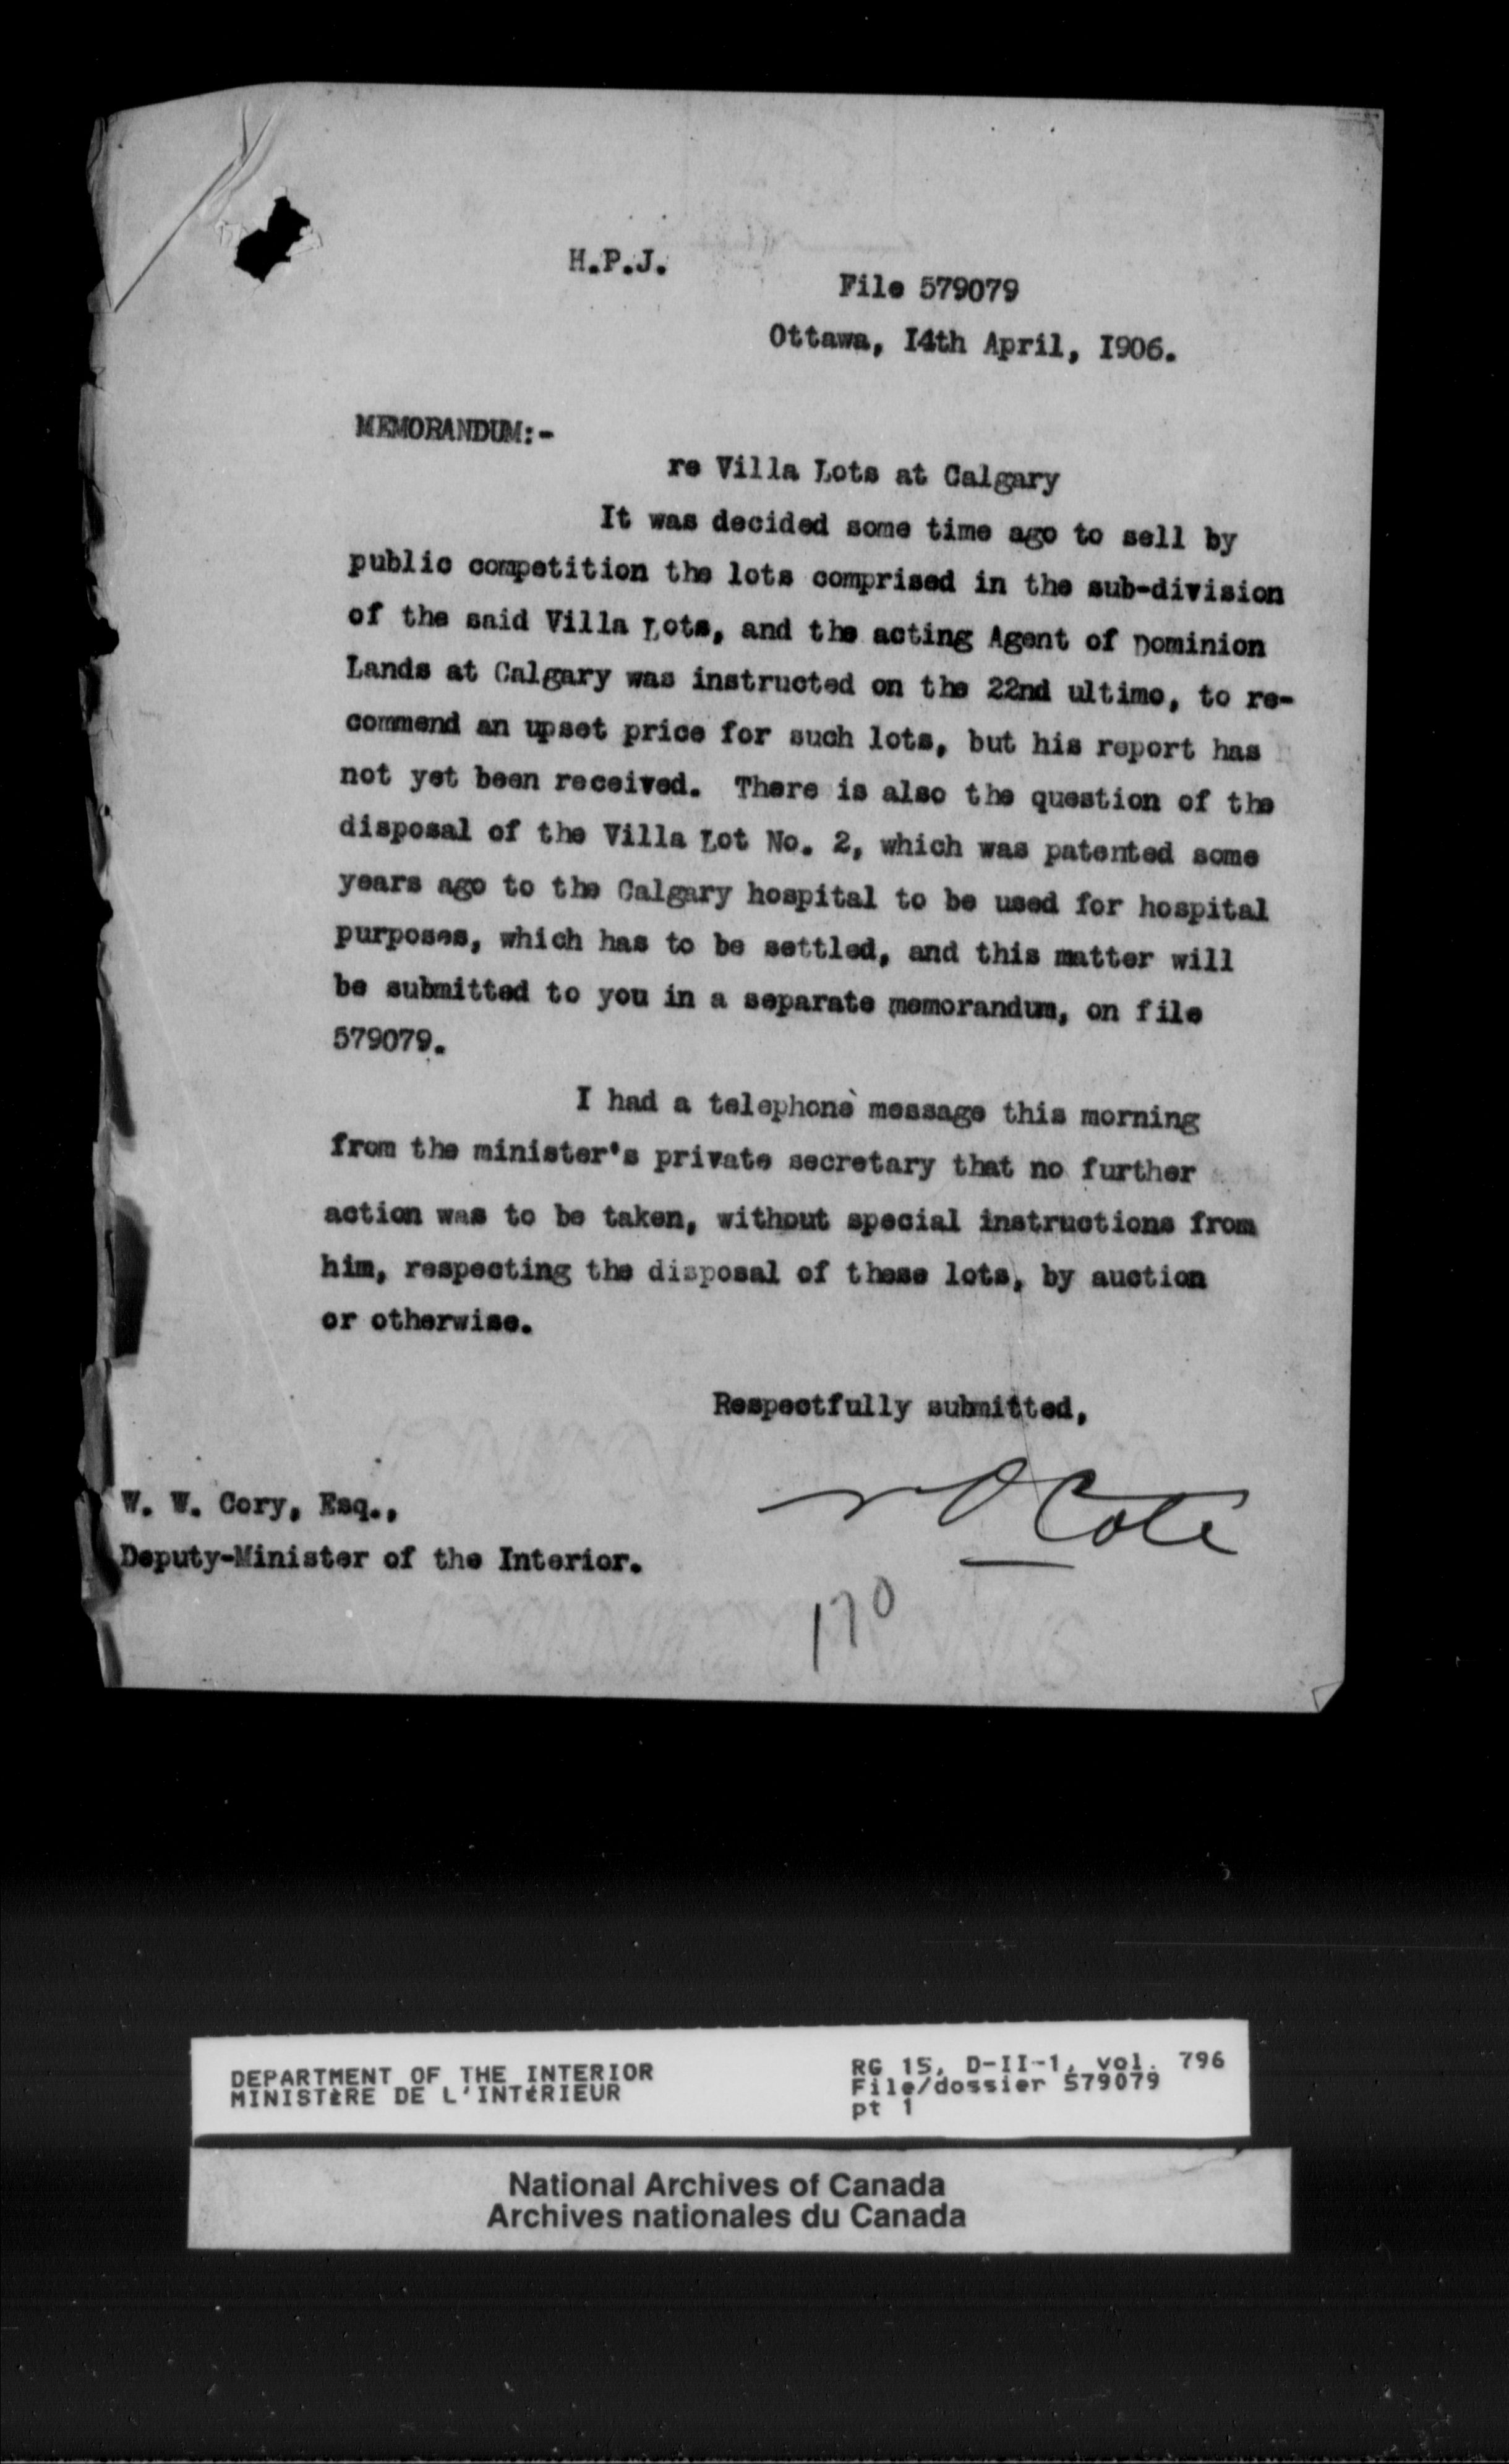 H.P.J.
File 579079
Ottawa, I4th April, I906.
MEMORANDUM:-
re Villa Lots at Calgary
It was decided some time ago to sell by
public competition the lots comprised in the sub-division
of the said Villa Lots, and the acting Agent of Dominion
Lands at Calgary was instructed on the 22nd ultimo, to re-
commend an upset price for such lots, but his report has
not yet been received. There is also the question of the
disposal of the Villa Lot No. 2, which was patented some
years ago to the Calgary hospital to be used for hospital
purposes, which has to be settled, and this matter will
be submitted to you in a separate memorandum, on file
579079.
I had a telephone message this morning
from the minister's private secretary that no further
action was to be taken, without special instructions from
him, respecting the disposal of these lots, by auction
or otherwise.
Respectfully submitted,
N O Coté
W. W. Cory, Esq.,
Deputy-Minister of the Interior.
170
DEPARTMENT OF THE INTERIOR
MINISTÈRE DE L'INTÉRIEUR
RG 15, D-II-1, vol. 796
File/dossier 579079
pt 1
National Archives of Canada
Archives nationales du Canada